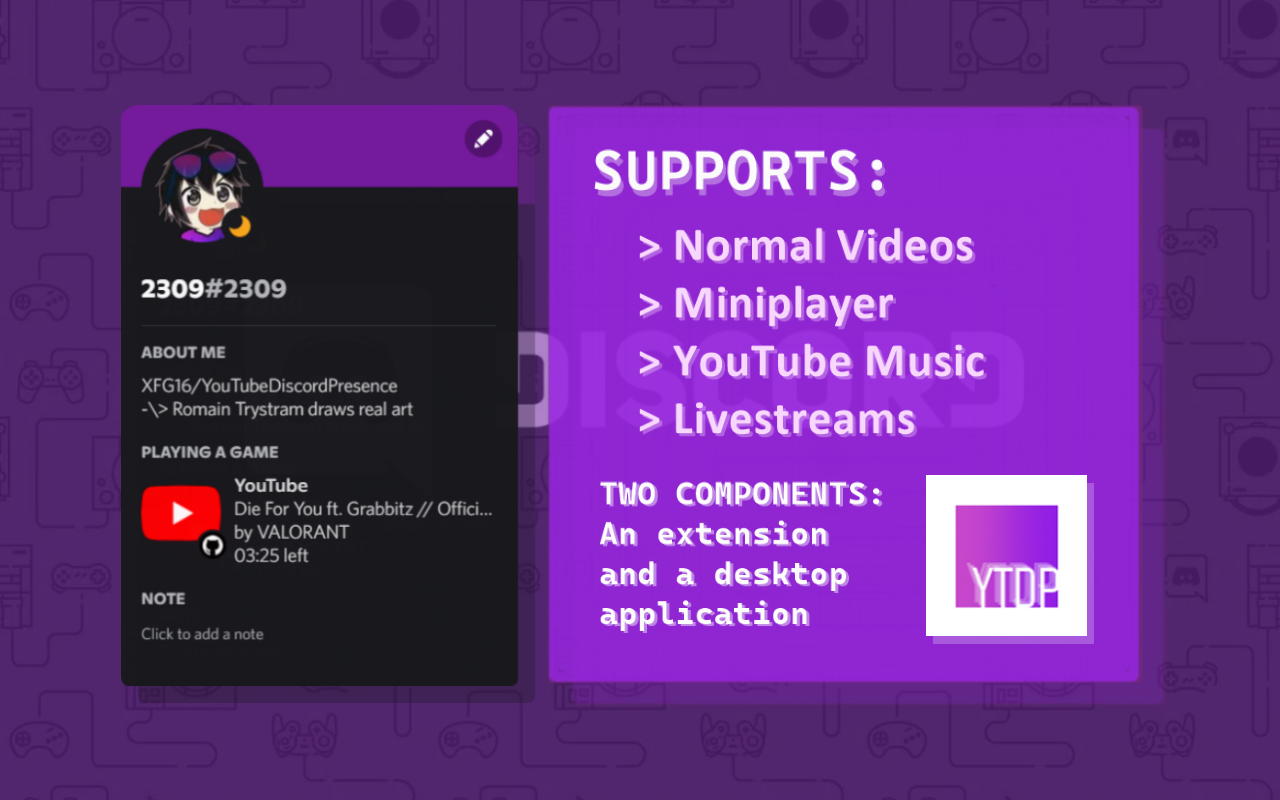 2309#2309
ABOUT ME
XFG16/YouTubeDiscordPresence
-\> Romain Trystram draws real art
PLAYING A GAME
YouTube
Die For You ft. Grabbitz // Offici...
by VALORANT
03:25 left
NOTE
Click to add a note
DISCORD
SUPPORTS:
> Normal Videos
> Miniplayer
> YouTube Music
> Livestreams
TWO COMPONENTS:
An extension
and a desktop
application
YTDP